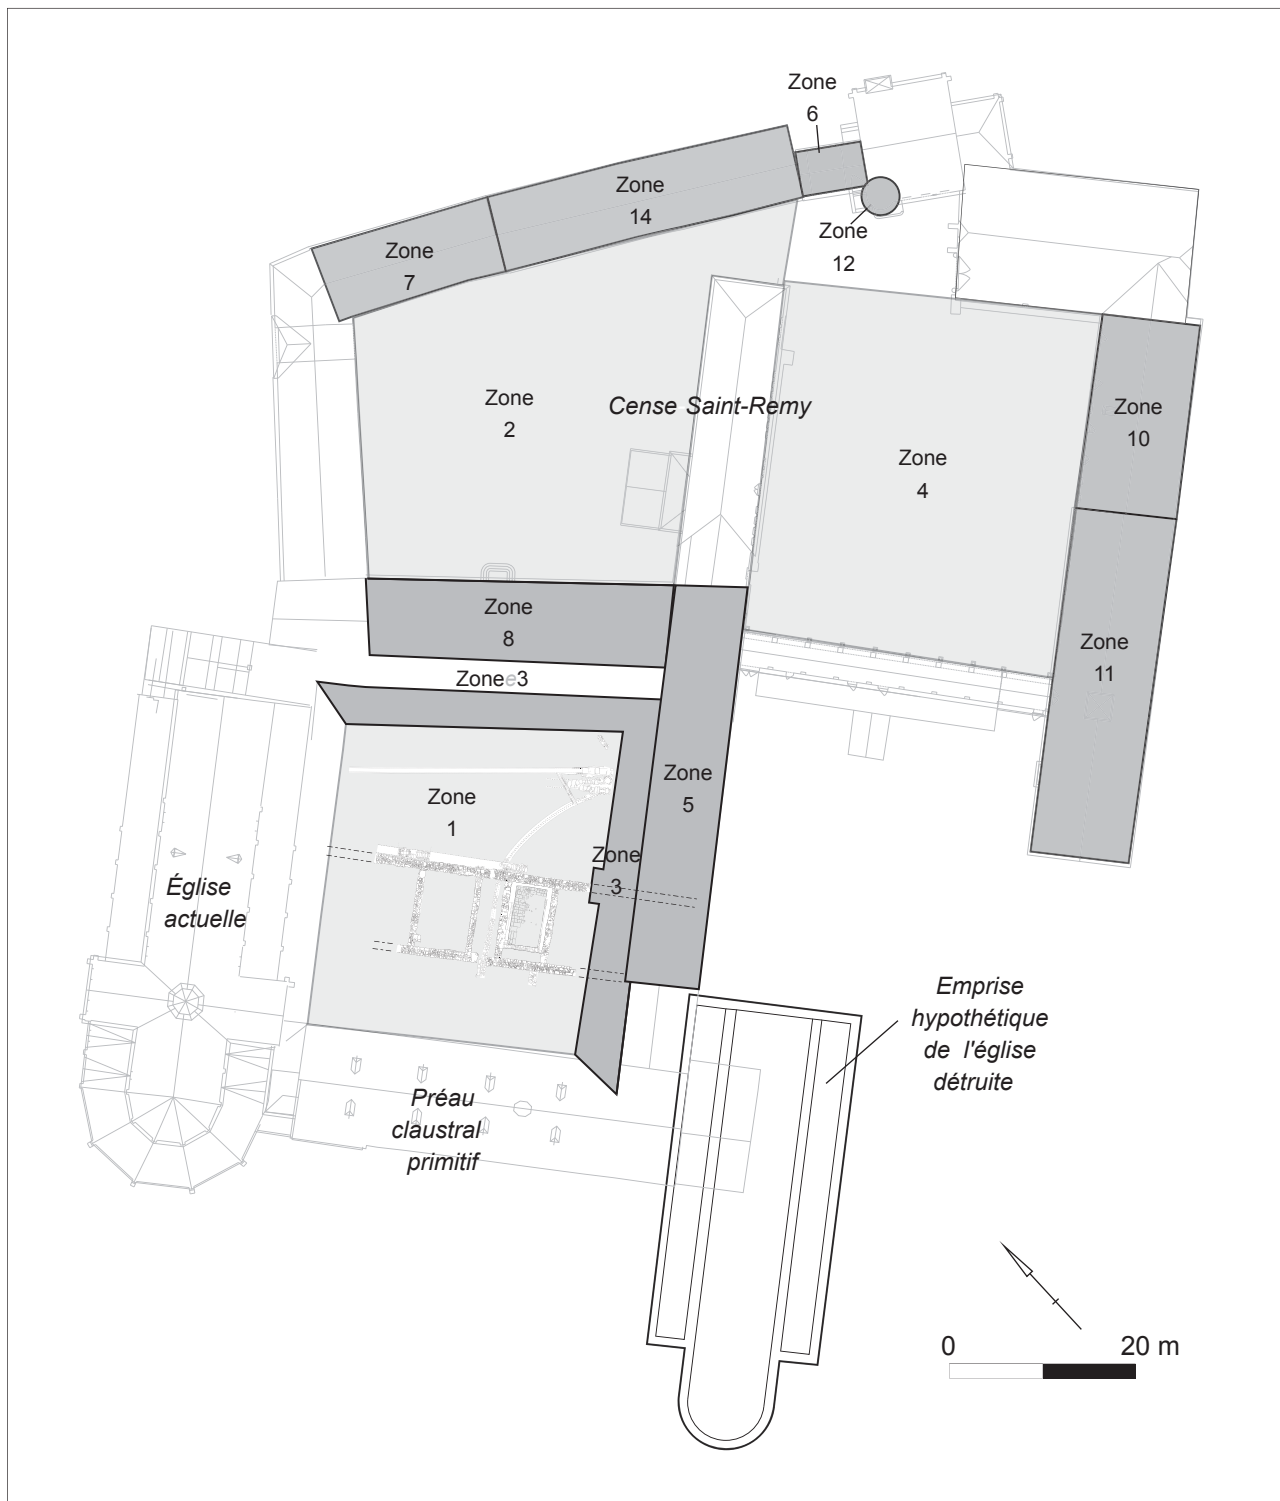 Zone
6
Zone
14
Zone
12
Zone
7
Zone
2
Cense Saint-Remy
Zone
10
Zone
4
Zone
8
Zone
11
Zonee3
Zone
5
Zone
1
Zone
3
Église
actuelle
Emprise
hypothétique
de l'église
détruite
Préau
claustral
primitif
0 20 m